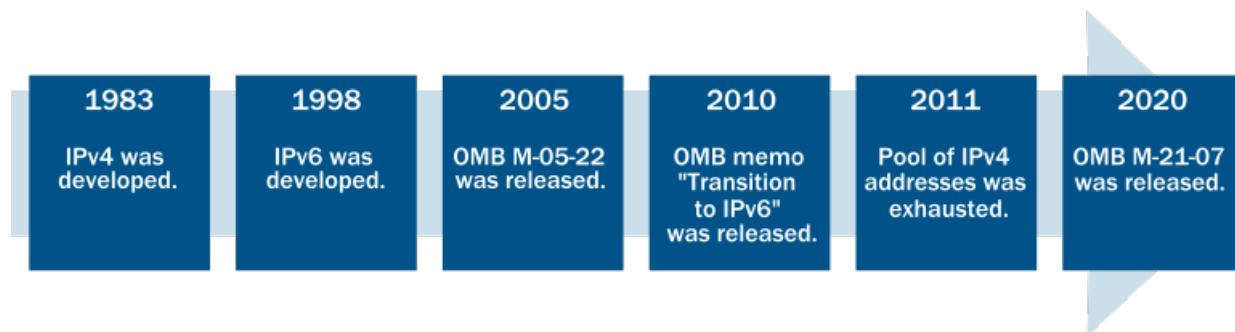 1983
IPv4 was
developed.
1998
IPv6 was
developed.
2005
OMB M-05-22
was released.
2010
OMB memo
"Transition
to IPv6"
was released.
2011
Pool of IPv4
addresses was
exhausted.
2020
OMB M-21-07
was released.